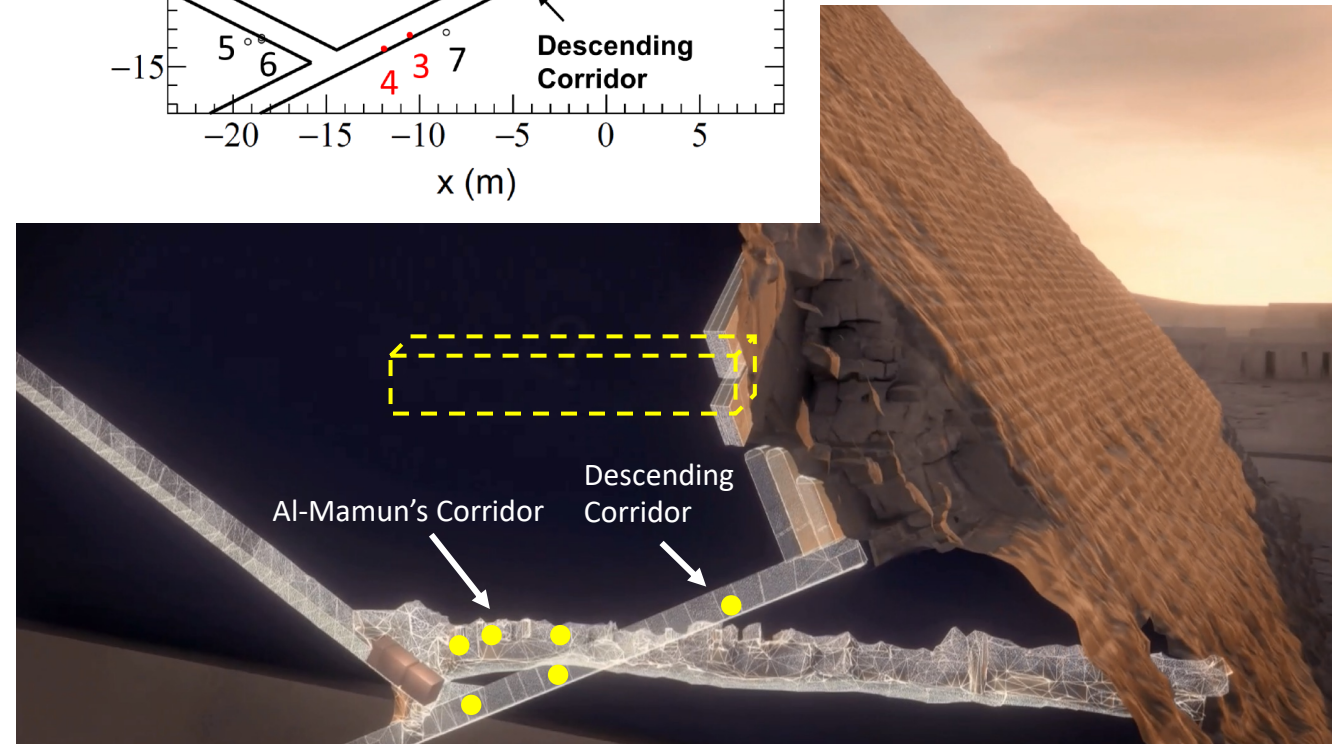 5
6
4
3
7
Descending
Corridor
−15
−20
−15
−10
−5
0
5
x (m)
Descending
Corridor
Al-Mamun’s Corridor